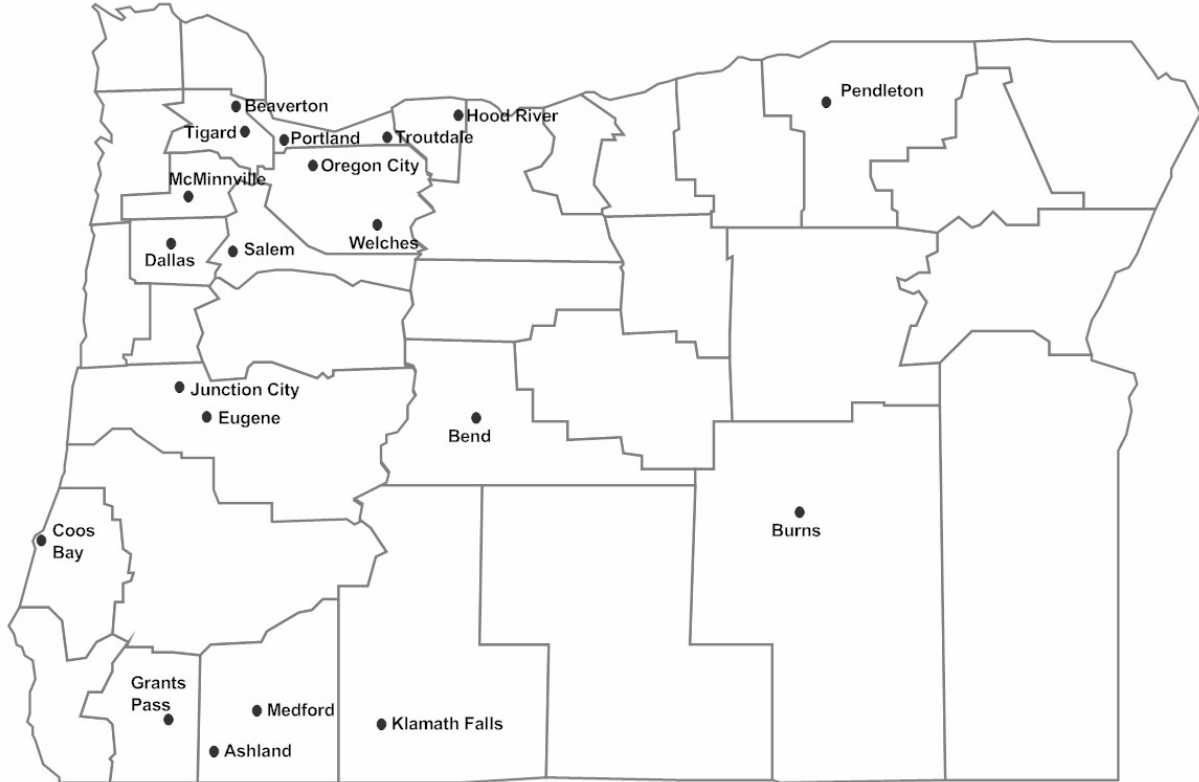 Pendleton
Beaverton
Hood River
Tigard
Portland
Troutdale
Oregon City
McMinnville
Welches
Salem
Dallas
Junction City
Eugene
Bend
Coos
Bay
Burns
Grants
Pass
Medford
Klamath Falls
Ashland